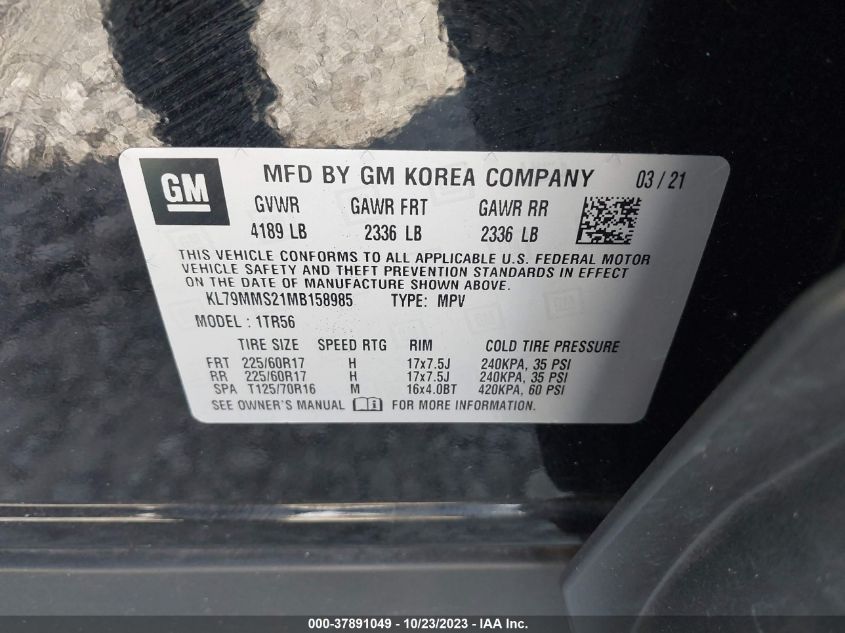 GM MFD BY GM KOREA COMPANY 03 / 21
GVWR GAWR FRT GAWR RR
4189 LB 2336 LB 2336 LB
THIS VEHICLE CONFORMS TO ALL APPLICABLE U.S. FEDERAL MOTOR
VEHICLE SAFETY AND THEFT PREVENTION STANDARDS IN EFFECT
ON THE DATE OF MANUFACTURE SHOWN ABOVE.
KL79MMS21MB158985 TYPE: MPV
MODEL : 1TR56
TIRE SIZE SPEED RTG RIM COLD TIRE PRESSURE
FRT 225/60R17 H 17x7.5J 240KPA, 35 PSI
RR 225/60R17 H 17x7.5J 240KPA, 35 PSI
SPA T125/70R16 M 16x4.0BT 420KPA, 60 PSI
SEE OWNER'S MANUAL FOR MORE INFORMATION.
000-37891049 - 10/23/2023 - IAA Inc.